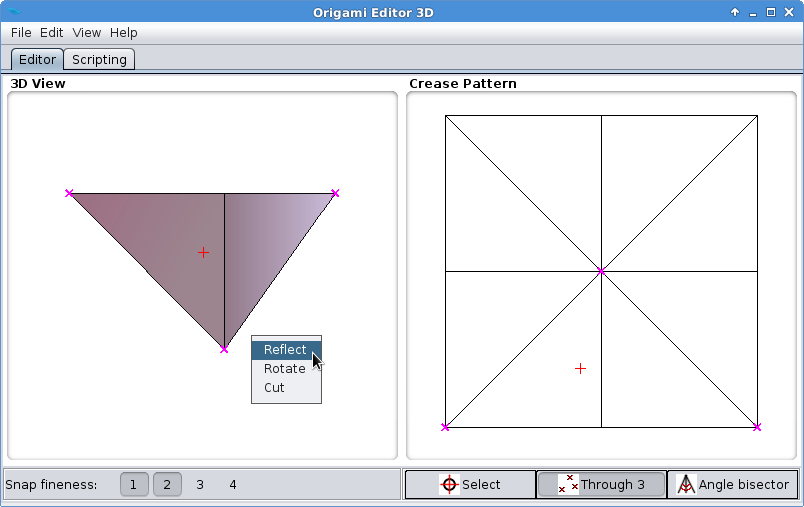 Origami Editor 3D
File Edit View Help
Editor Scripting
3D View
Crease Pattern
Reflect
Rotate
Cut
Snap fineness: 1 2 3 4 Select Through 3 Angle bisector